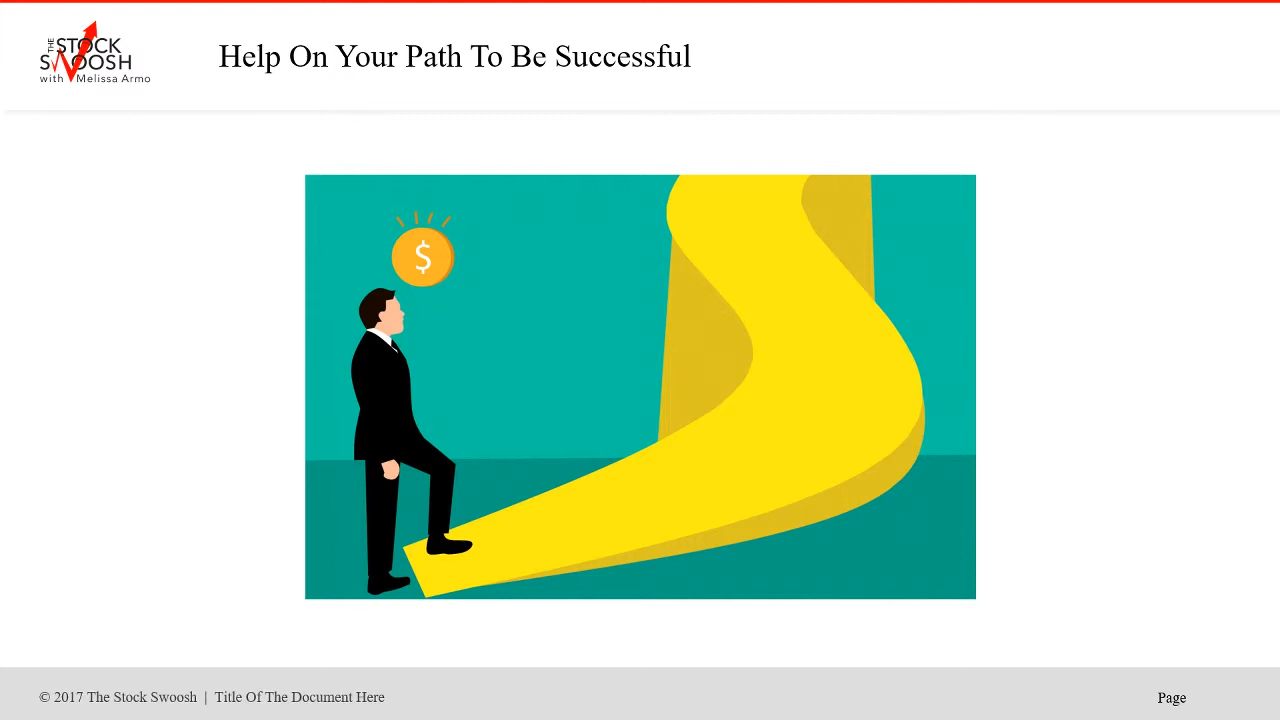 THE STOCK
SWOOSH
with Melissa Armo
Help On Your Path To Be Successful
$
© 2017 The Stock Swoosh | Title Of The Document Here
Page